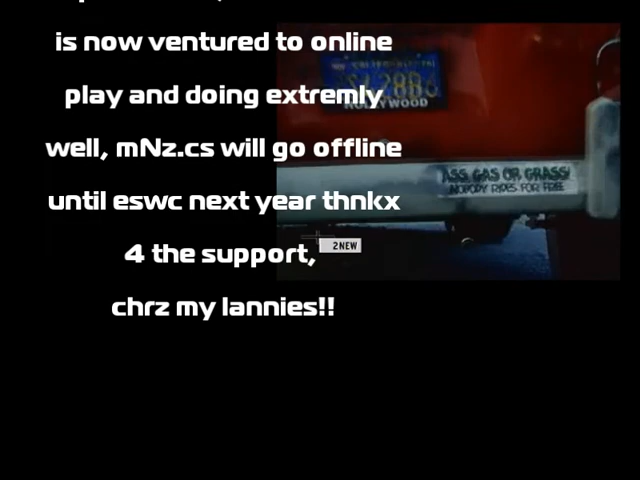 is now ventured to online
play and doing extremly
well, mNz.cs will go offline
until eswc next year thnkx
4 the support,
chrz my lannies!!
HOLLYWOOD
ASS, GAS OR GRASS
NOBODY RIDES FOR FREE
2NEW